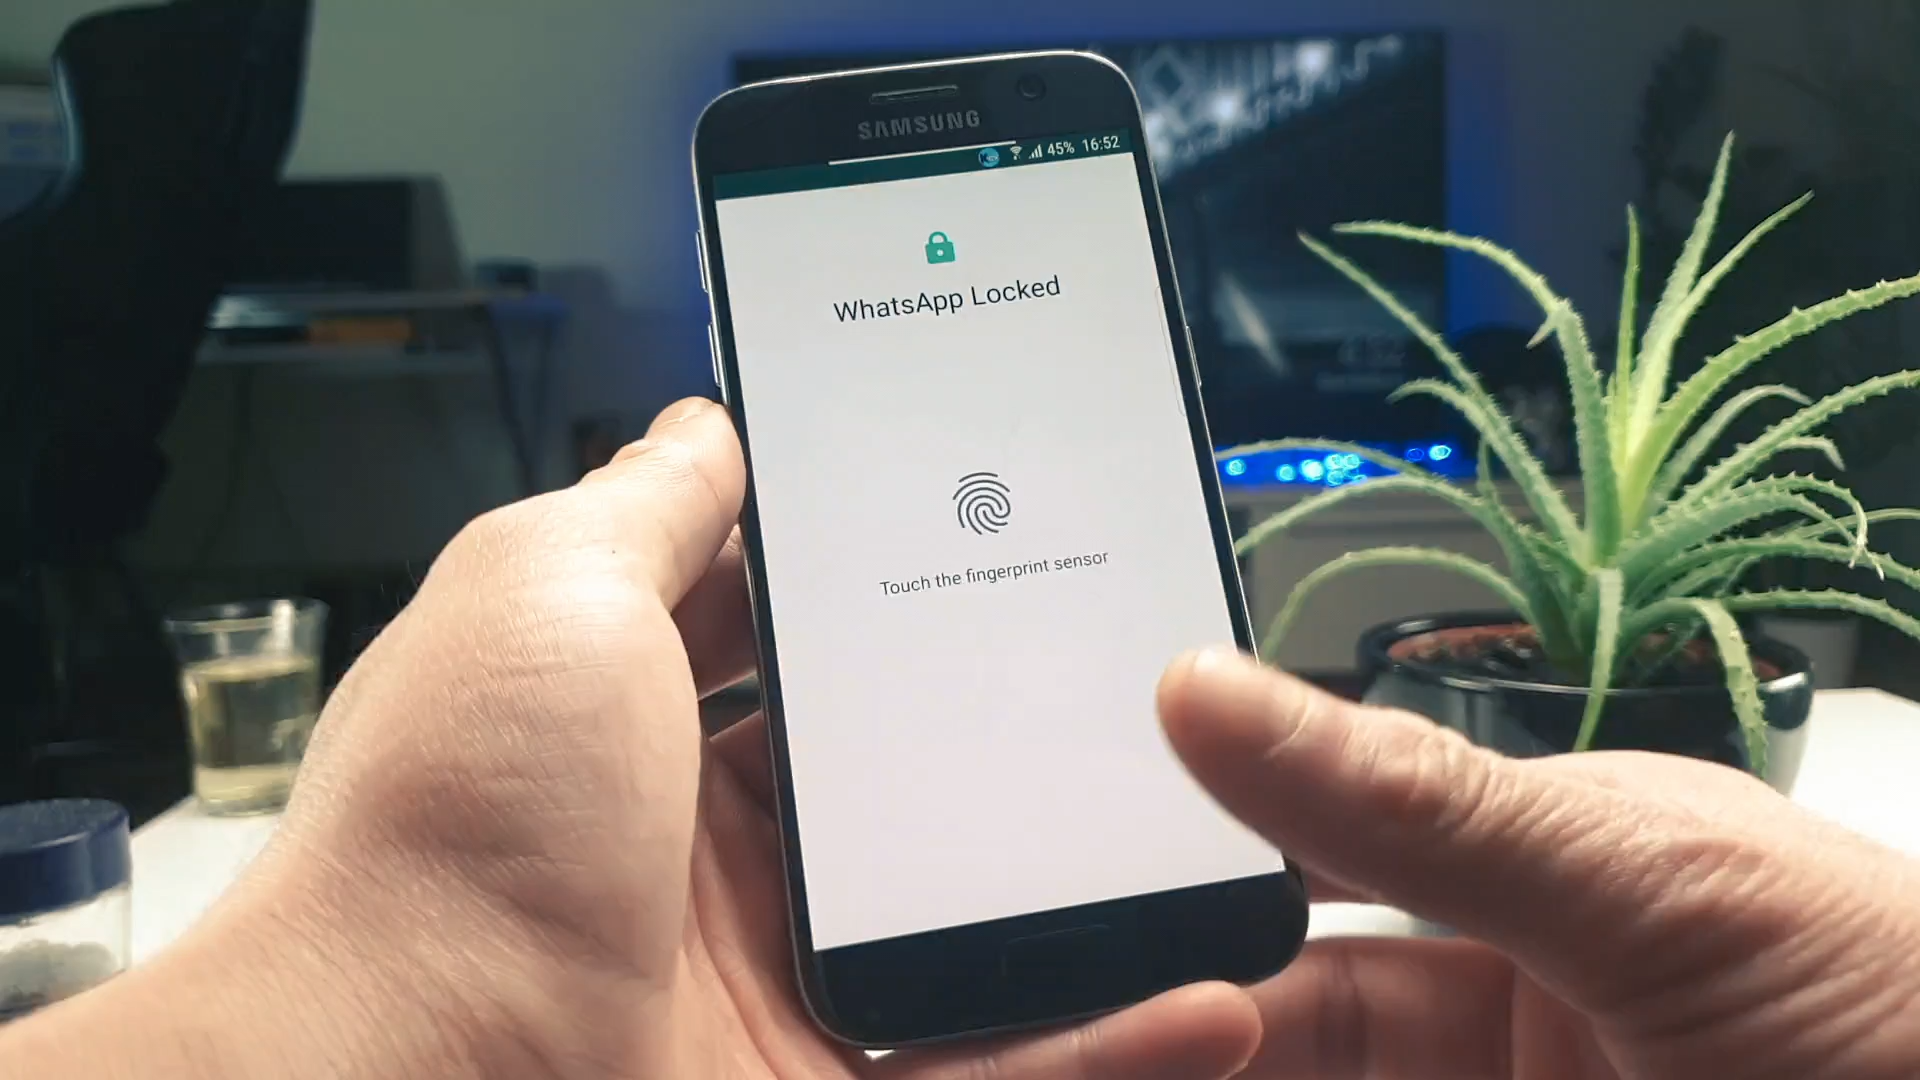 SAMSUNG
45% 16:52
WhatsApp Locked
Touch the fingerprint sensor